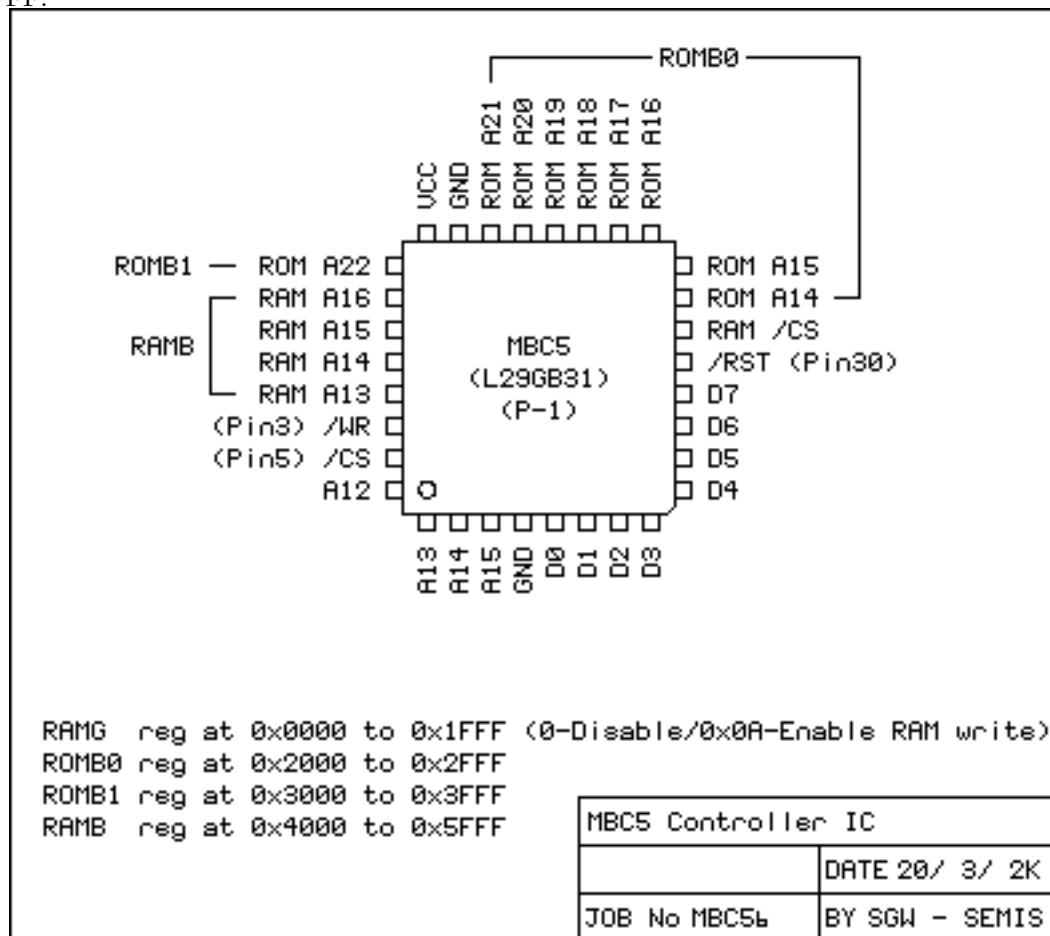 ROMB0
VCC
GND
ROM A21
ROM A20
ROM A19
ROM A18
ROM A17
ROM A16
ROMB1
ROM A22
RAM A16
RAM A15
RAM A14
RAM A13
RAMB
(Pin3) /WR
(Pin5) /CS
A12
MBC5
(L29GB31)
(P-1)
ROM A15
ROM A14
RAM /CS
/RST (Pin30)
D7
D6
D5
D4
A13
A14
A15
GND
D0
D1
D2
D3
RAMG reg at 0x0000 to 0x1FFF (0-Disable/0x0A-Enable RAM write)
ROMB0 reg at 0x2000 to 0x2FFF
ROMB1 reg at 0x3000 to 0x3FFF
RAMB reg at 0x4000 to 0x5FFF
MBC5 Controller IC
DATE 20/ 3/ 2K
JOB No MBC5b
BY SGW - SEMIS